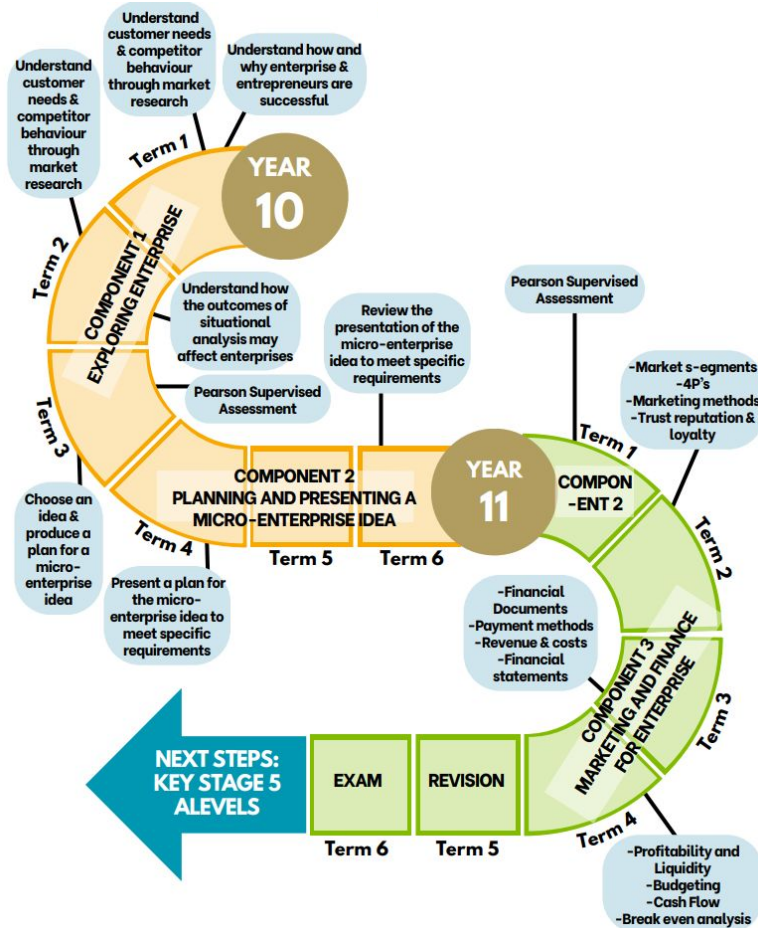 Understand
customer needs
& competitor
behaviour
through market
research
Understand how and
why enterprise &
entrepreneurs are
successful
Understand
customer
needs &
competitor
behaviour
through
market
research
Term 1
YEAR
10
Term 2
COMPONENT 1
EXPLORING ENTERPRISE
Understand how
the outcomes of
situational
analysis may
affect enterprises
Pearson Supervised
Assessment
Term 3
Choose an
idea &
produce a
plan for a
micro-
enterprise
idea
Term 4
Present a plan for
the micro-
enterprise idea to
meet specific
requirements
Review the
presentation of the
micro-enterprise
idea to meet specific
requirements
COMPONENT 2
PLANNING AND PRESENTING A
MICRO-ENTERPRISE IDEA
Term 5
Term 6
YEAR
11
Pearson Supervised
Assessment
Term 1
COMPON
-ENT 2
-Market s-egments
-4P's
-Marketing methods
-Trust reputation &
loyalty
Term 2
-Financial
Documents
-Payment methods
-Revenue & costs
-Financial
statements
COMPONENT 3
MARKETING AND FINANCE
FOR ENTERPRISE
Term 3
Term 4
-Profitability and
Liquidity
-Budgeting
-Cash Flow
-Break even analysis
REVISION
Term 5
EXAM
Term 6
NEXT STEPS:
KEY STAGE 5
ALEVELS